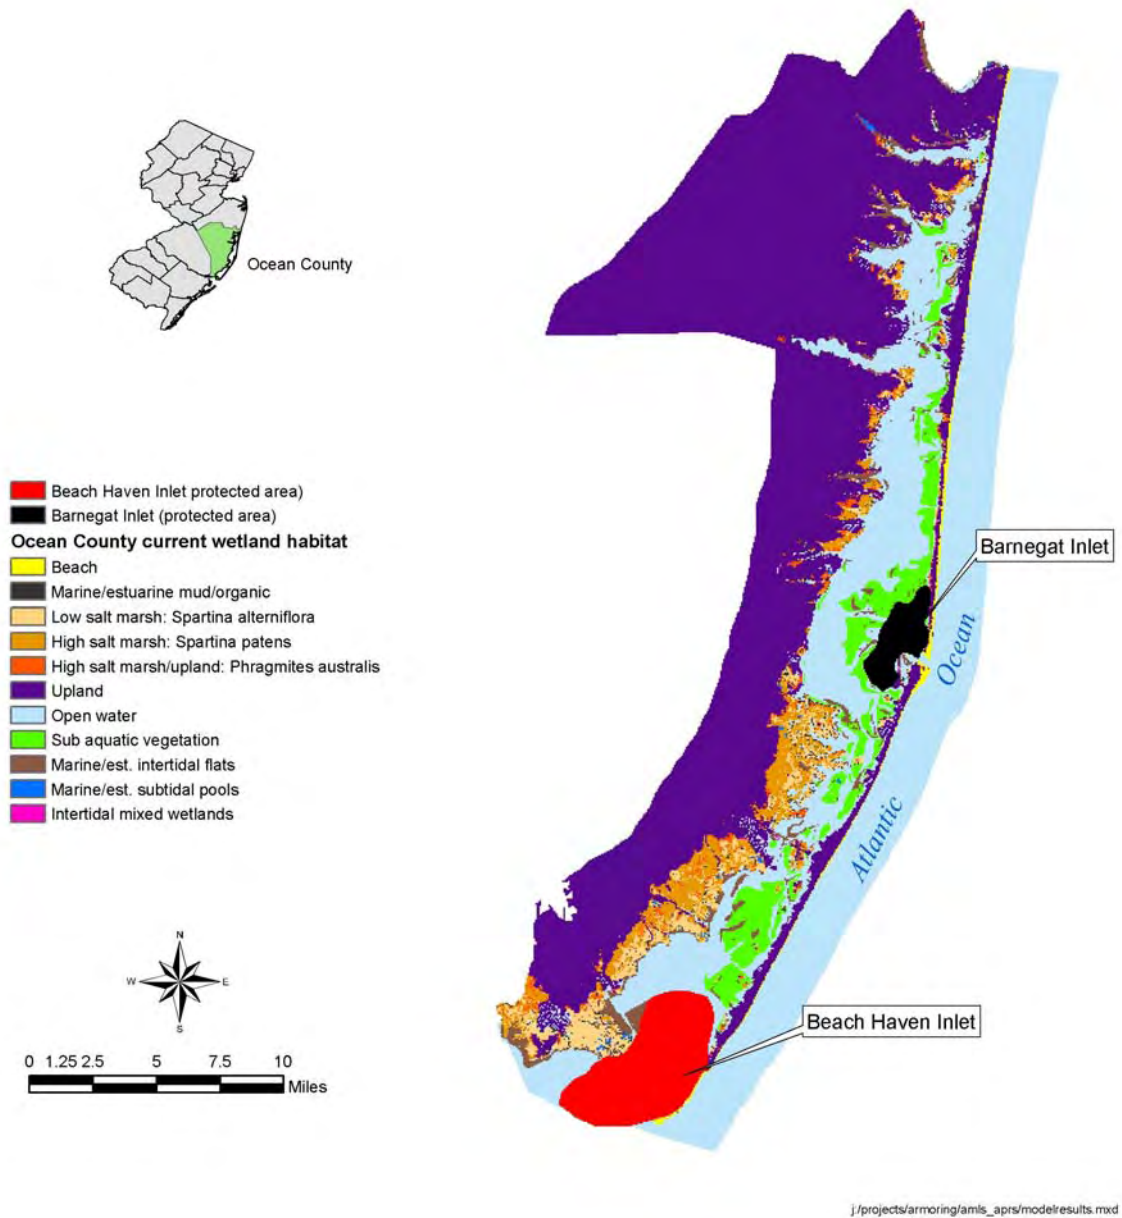 Ocean County
Beach Haven Inlet protected area)
Barnegat Inlet (protected area)
Ocean County current wetland habitat
Beach
Marine/estuarine mud/organic
Low salt marsh: Spartina alterniflora
High salt marsh: Spartina patens
High salt marsh/upland: Phragmites australis
Upland
Open water
Sub aquatic vegetation
Marine/est. intertidal flats
Marine/est. subtidal pools
Intertidal mixed wetlands
Barnegat Inlet
Ocean
Atlantic
Beach Haven Inlet
N
W E
S
0 1.25 2.5 5 7.5 10
Miles
j:/projects/armoring/amls_aprs/modelresults.mxd